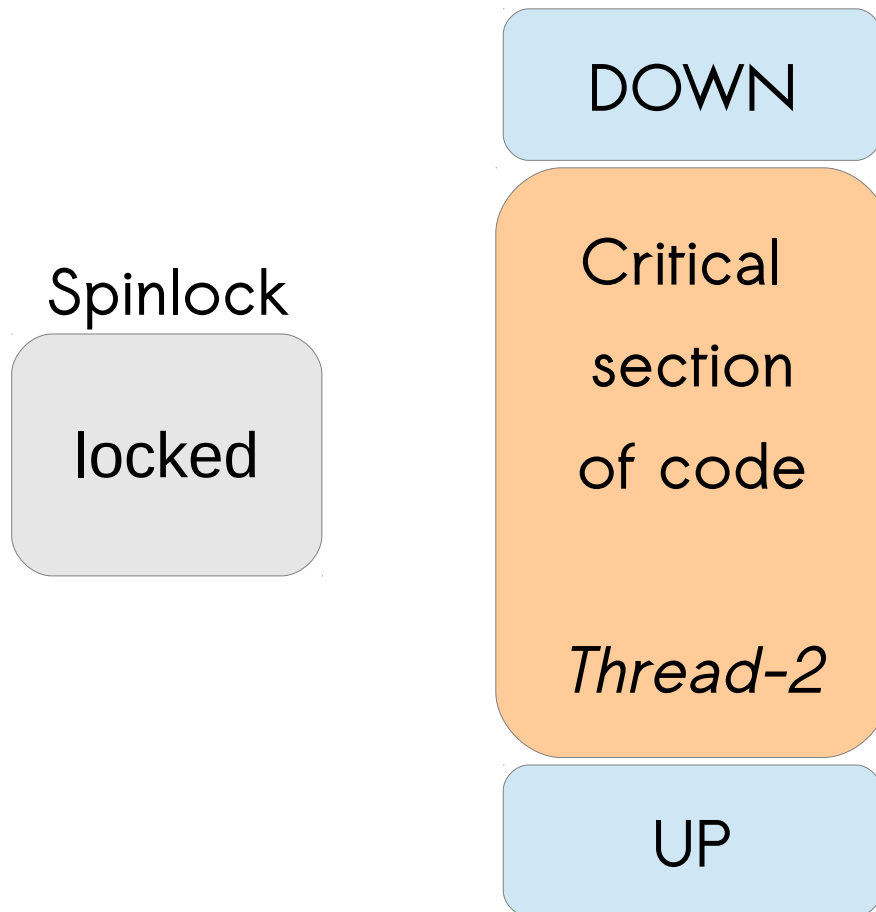 Spinlock
locked
DOWN
Critical
section
of code
Thread-2
UP